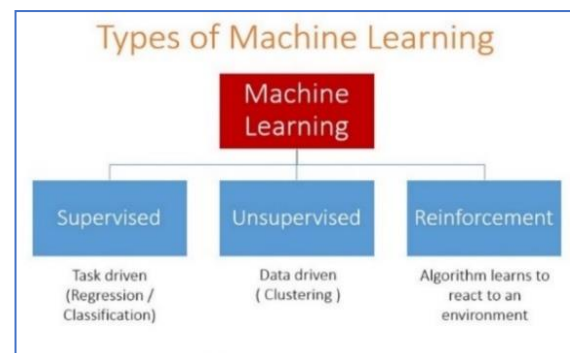 Types of Machine Learning
Machine
Learning
Supervised
Unsupervised
Reinforcement
Task driven
(Regression /
Classification)
Data driven
( Clustering )
Algorithm learns to
react to an
environment